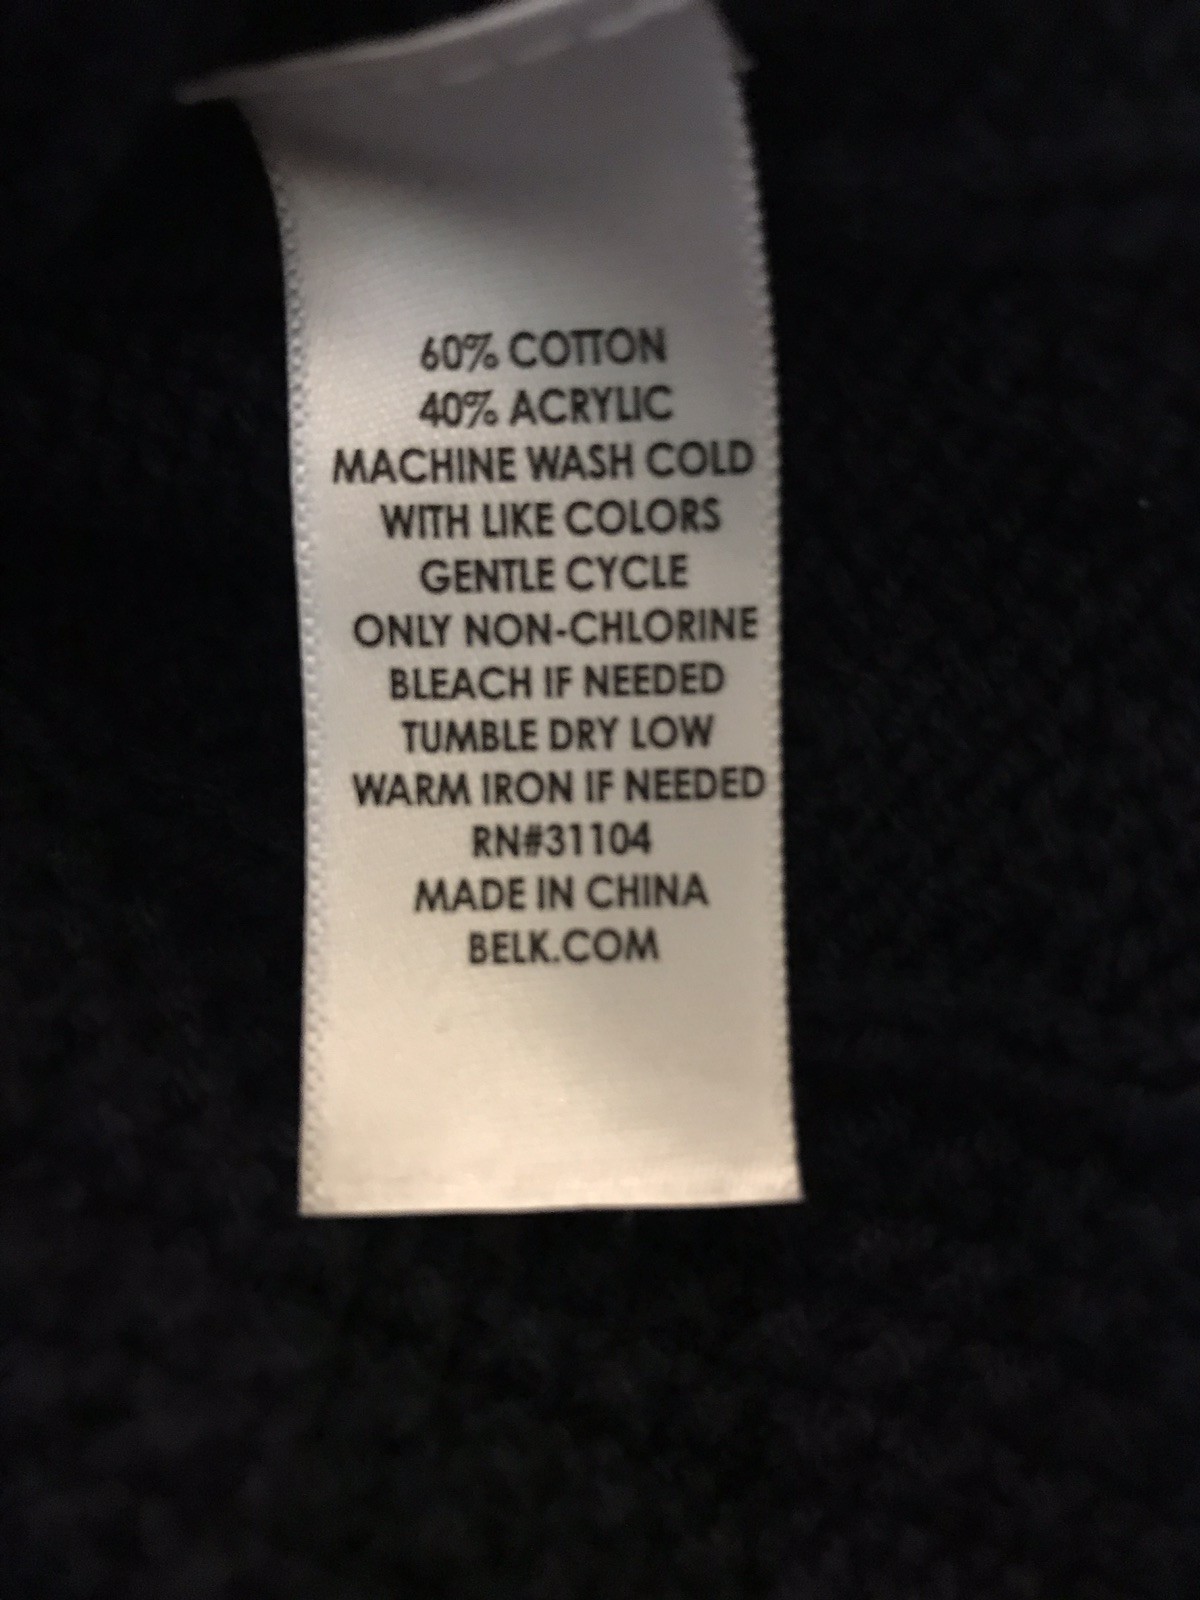 60% COTTON
40% ACRYLIC
MACHINE WASH COLD
WITH LIKE COLORS
GENTLE CYCLE
ONLY NON-CHLORINE
BLEACH IF NEEDED
TUMBLE DRY LOW
WARM IRON IF NEEDED
RN#31104
MADE IN CHINA
BELK.COM